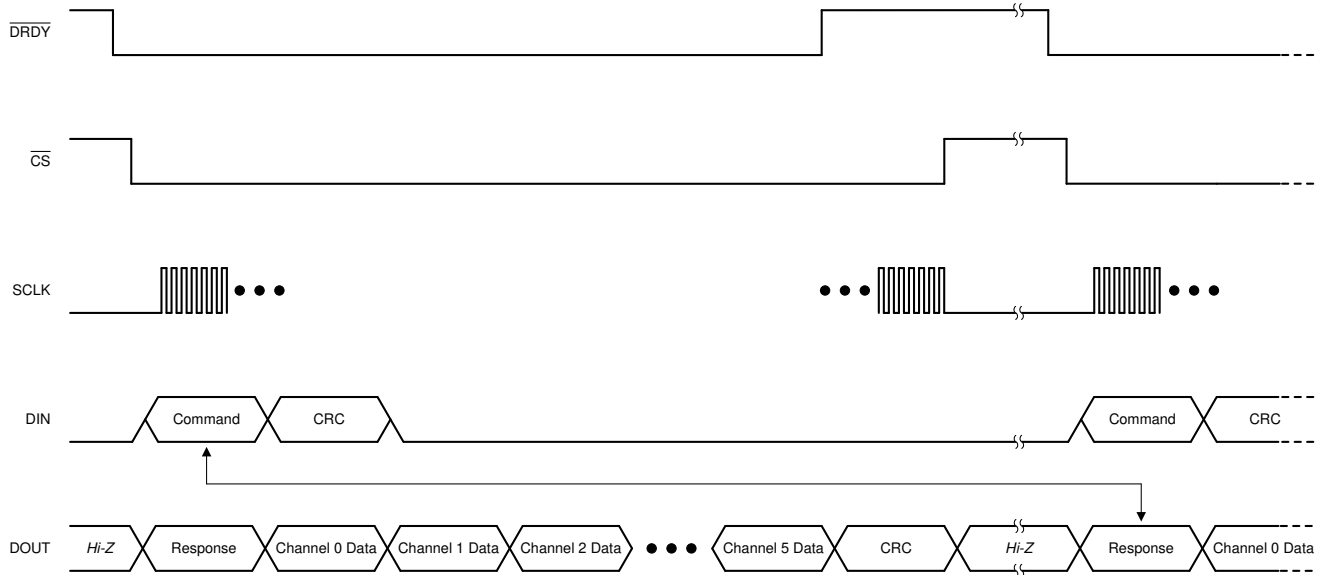 DRDY
CS
SCLK
DIN Command CRC Command CRC
DOUT Hi-Z Response Channel 0 Data Channel 1 Data Channel 2 Data Channel 5 Data CRC Hi-Z Response Channel 0 Data